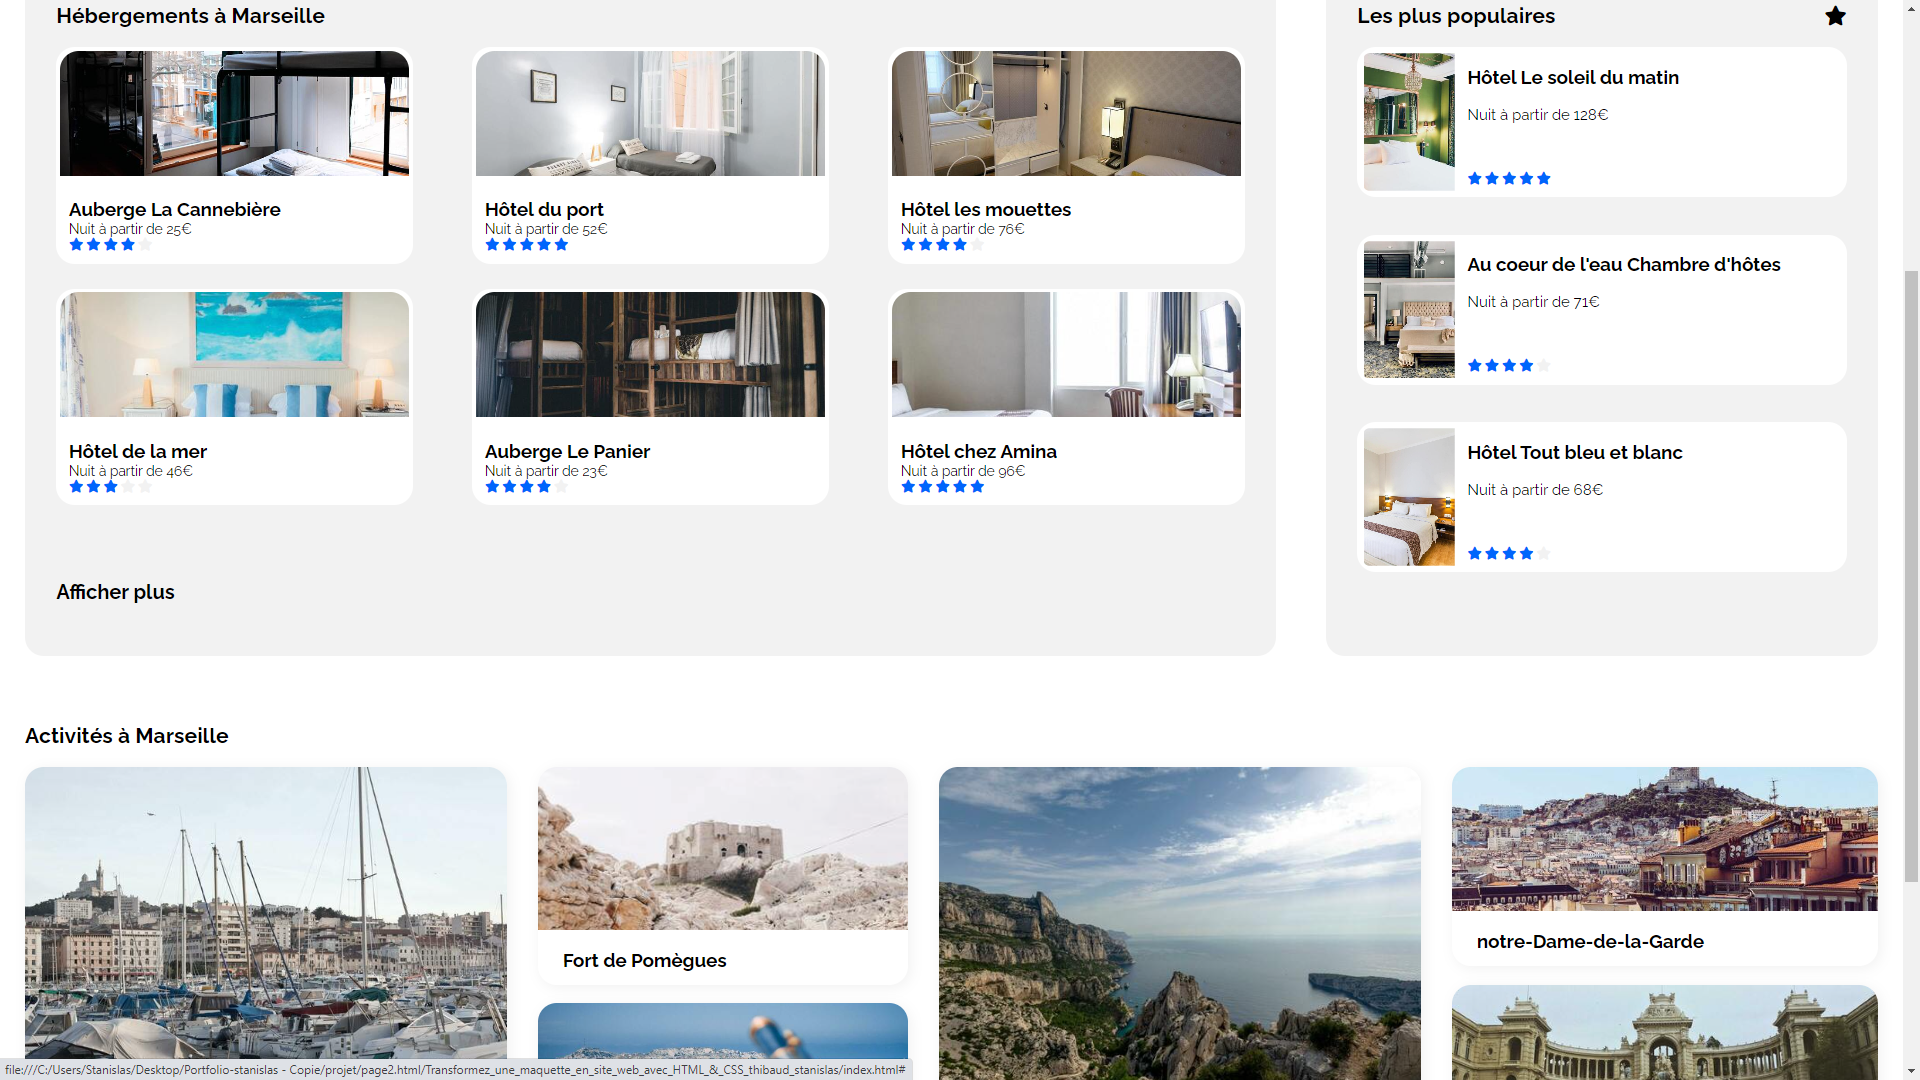 Hébergements à Marseille
Auberge La Cannebière
Nuit à partir de 25€
Hôtel du port
Nuit à partir de 52€
Hôtel les mouettes
Nuit à partir de 76€
Hôtel de la mer
Nuit à partir de 46€
Auberge Le Panier
Nuit à partir de 23€
Hôtel chez Amina
Nuit à partir de 96€
Afficher plus
Les plus populaires
Hôtel Le soleil du matin
Nuit à partir de 128€
Au coeur de l'eau Chambre d'hôtes
Nuit à partir de 71€
Hôtel Tout bleu et blanc
Nuit à partir de 68€
Activités à Marseille
Fort de Pomègues
notre-Dame-de-la-Garde
file:///C:/Users/Stanislas/Desktop/Portfolio-stanislas - Copie/projet/page2.html/Transformez_une_maquette_en_site_web_avec_HTML_&_CSS_thibaud_stanislas/index.html#